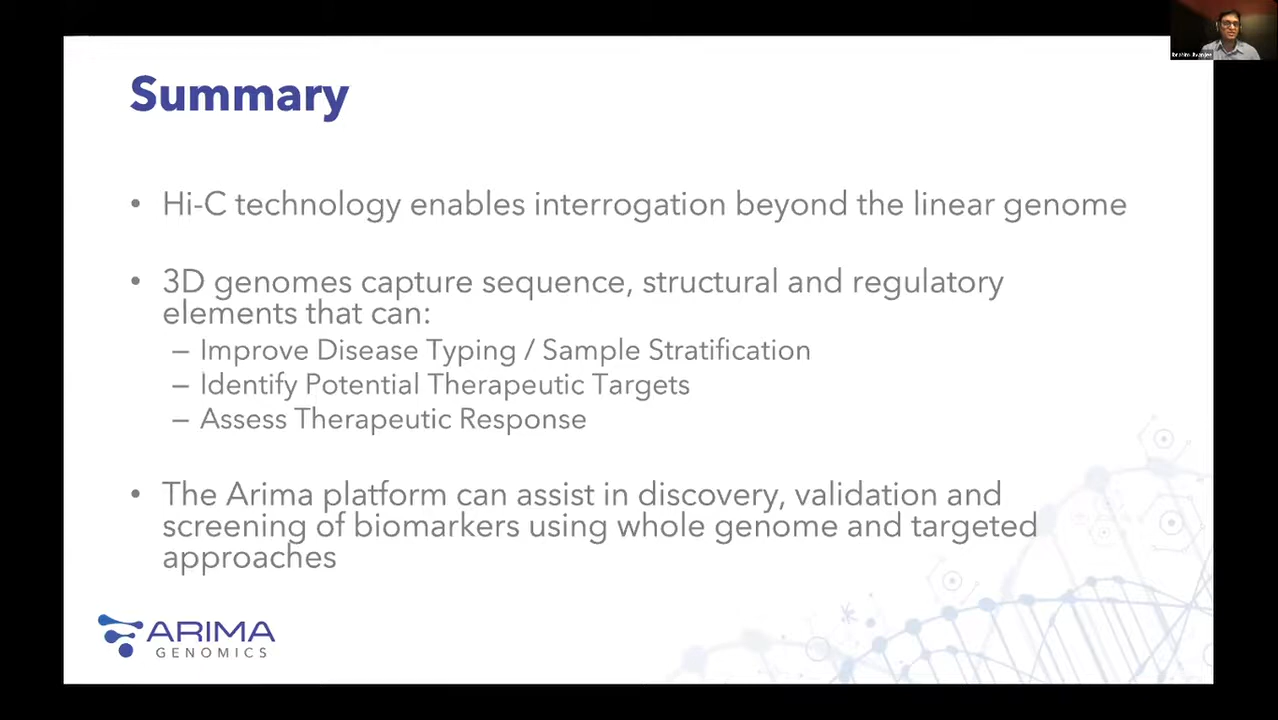 Summary
• Hi-C technology enables interrogation beyond the linear genome
• 3D genomes capture sequence, structural and regulatory
elements that can:
– Improve Disease Typing / Sample Stratification
– Identify Potential Therapeutic Targets
– Assess Therapeutic Response
• The Arima platform can assist in discovery, validation and
screening of biomarkers using whole genome and targeted
approaches
ARIMA
GENOMICS